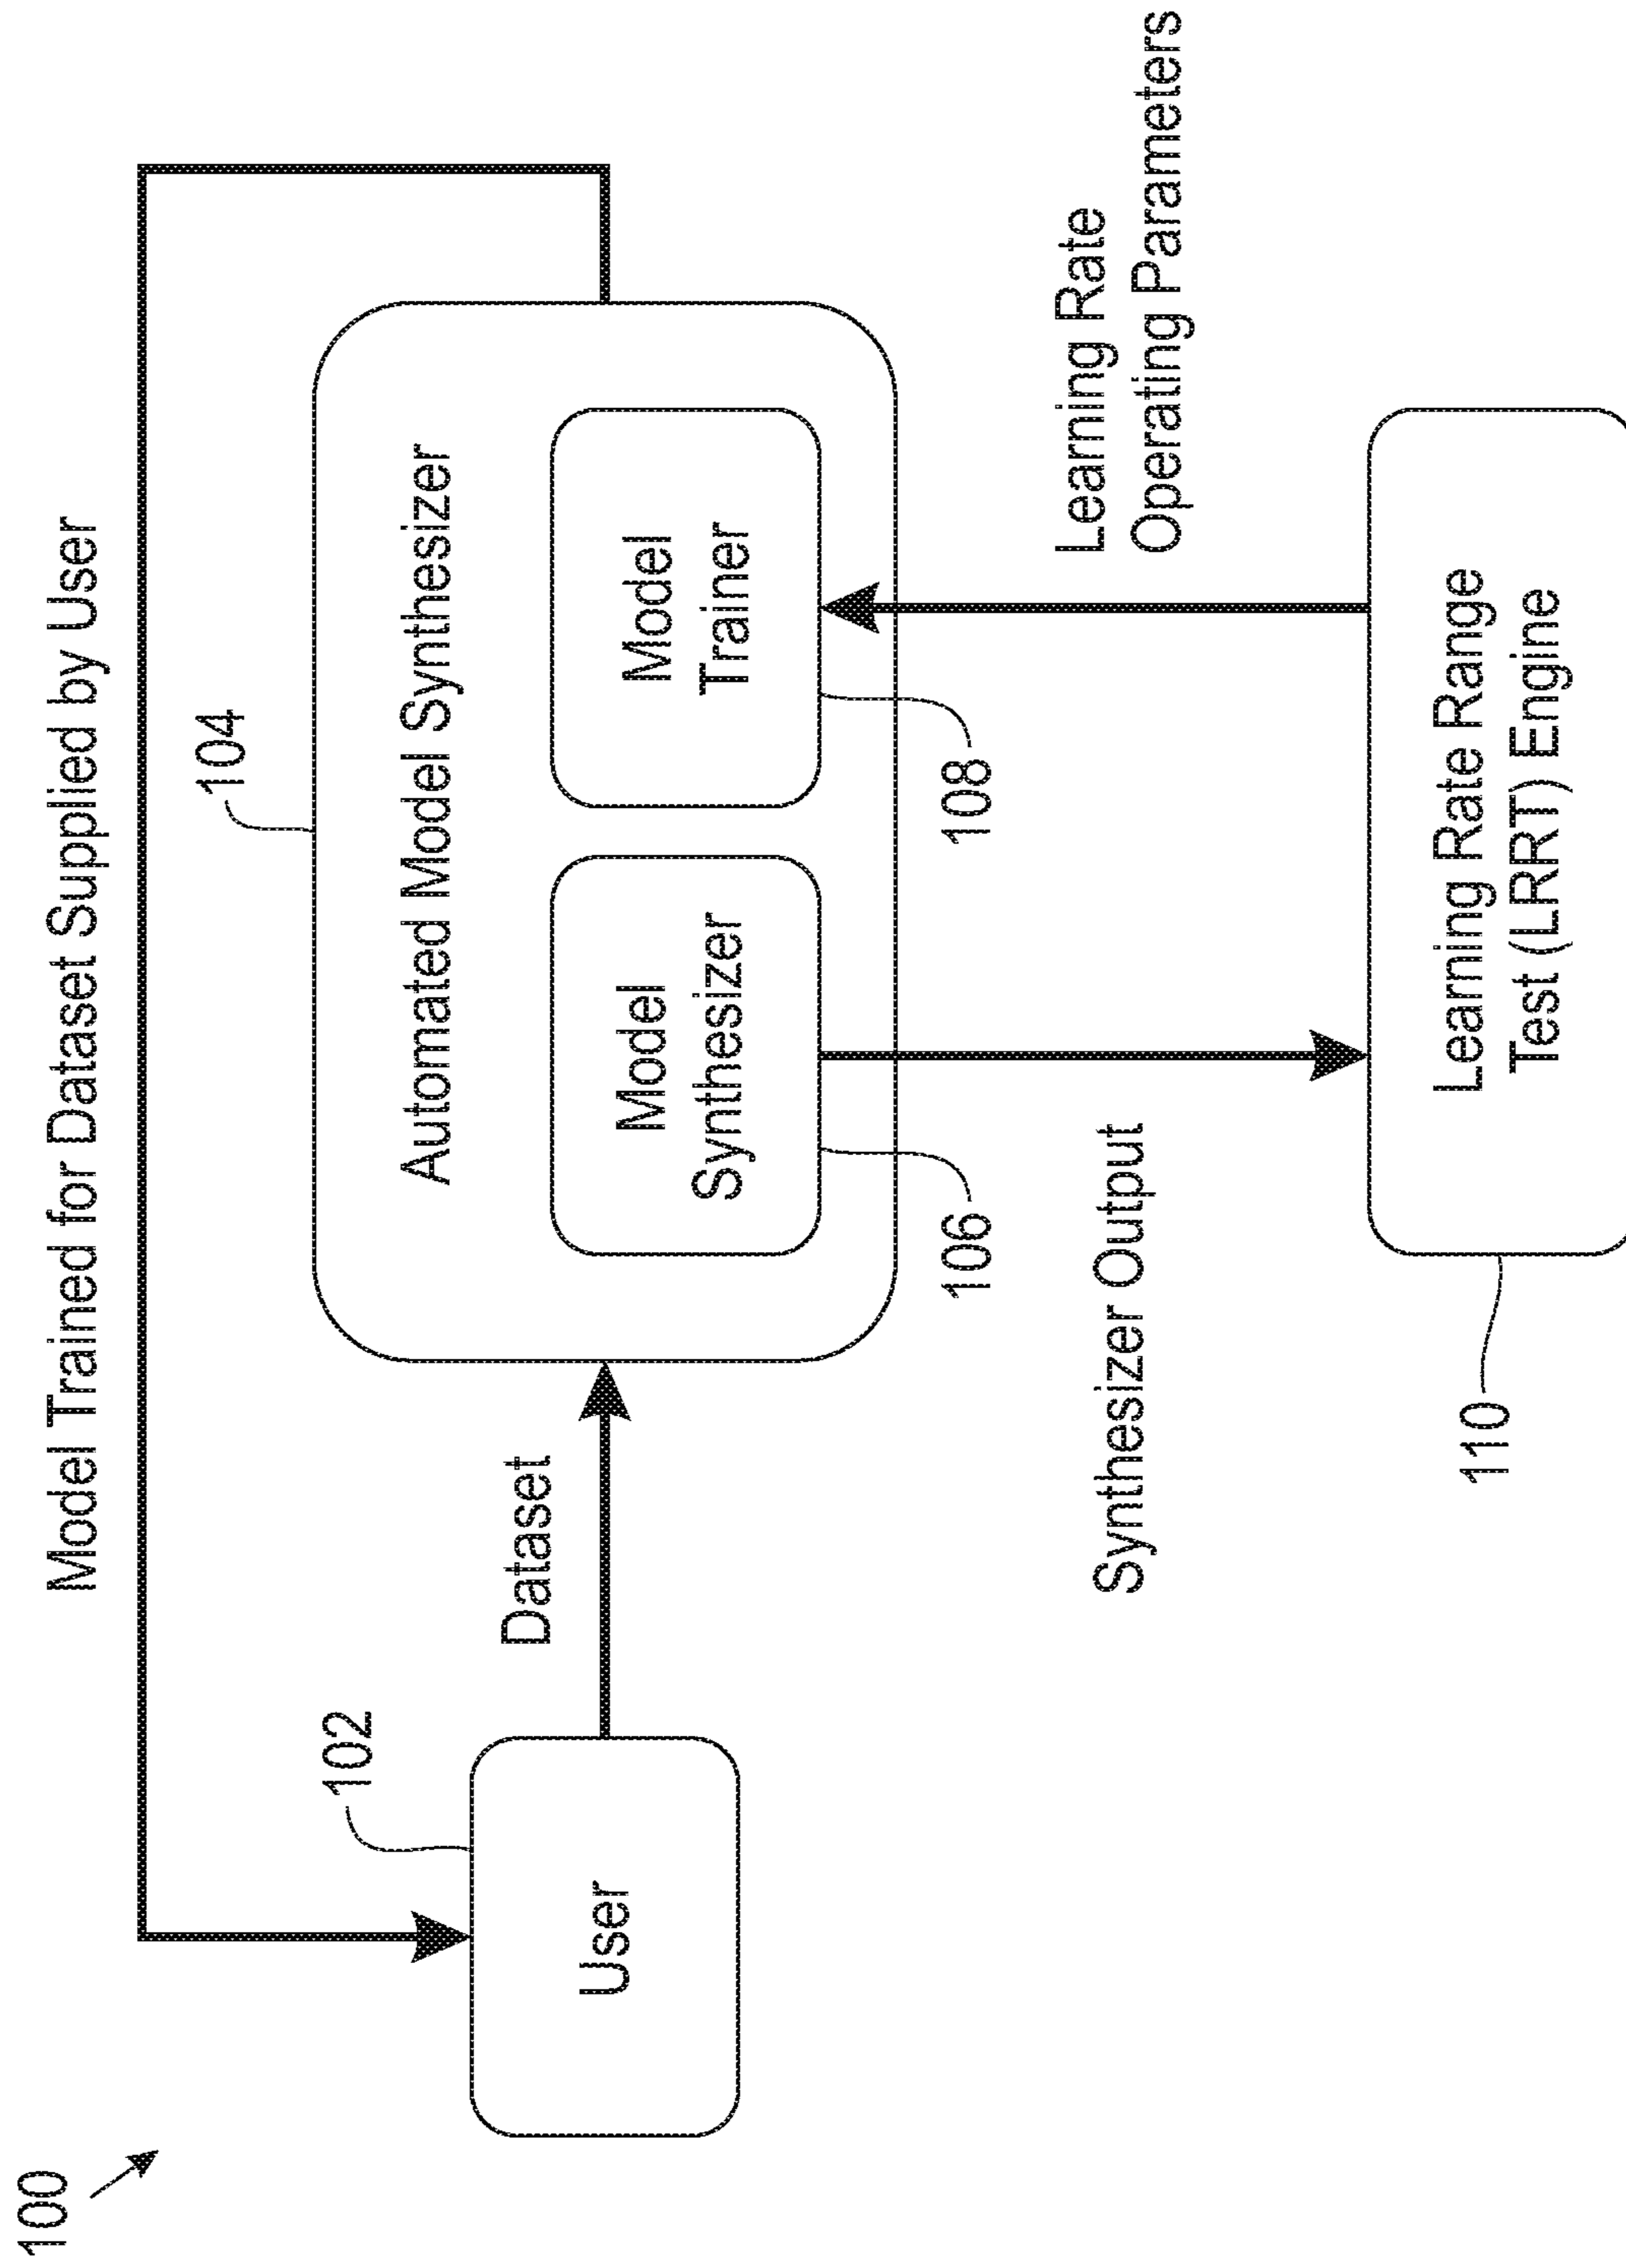 100
Model Trained for Dataset Supplied by User
104
102
Automated Model Synthesizer
User
Dataset
Model
Synthesizer
Model
Trainer
106
108
Synthesizer Output
Learning Rate
Operating Parameters
110
Learning Rate Range
Test (LRRT) Engine